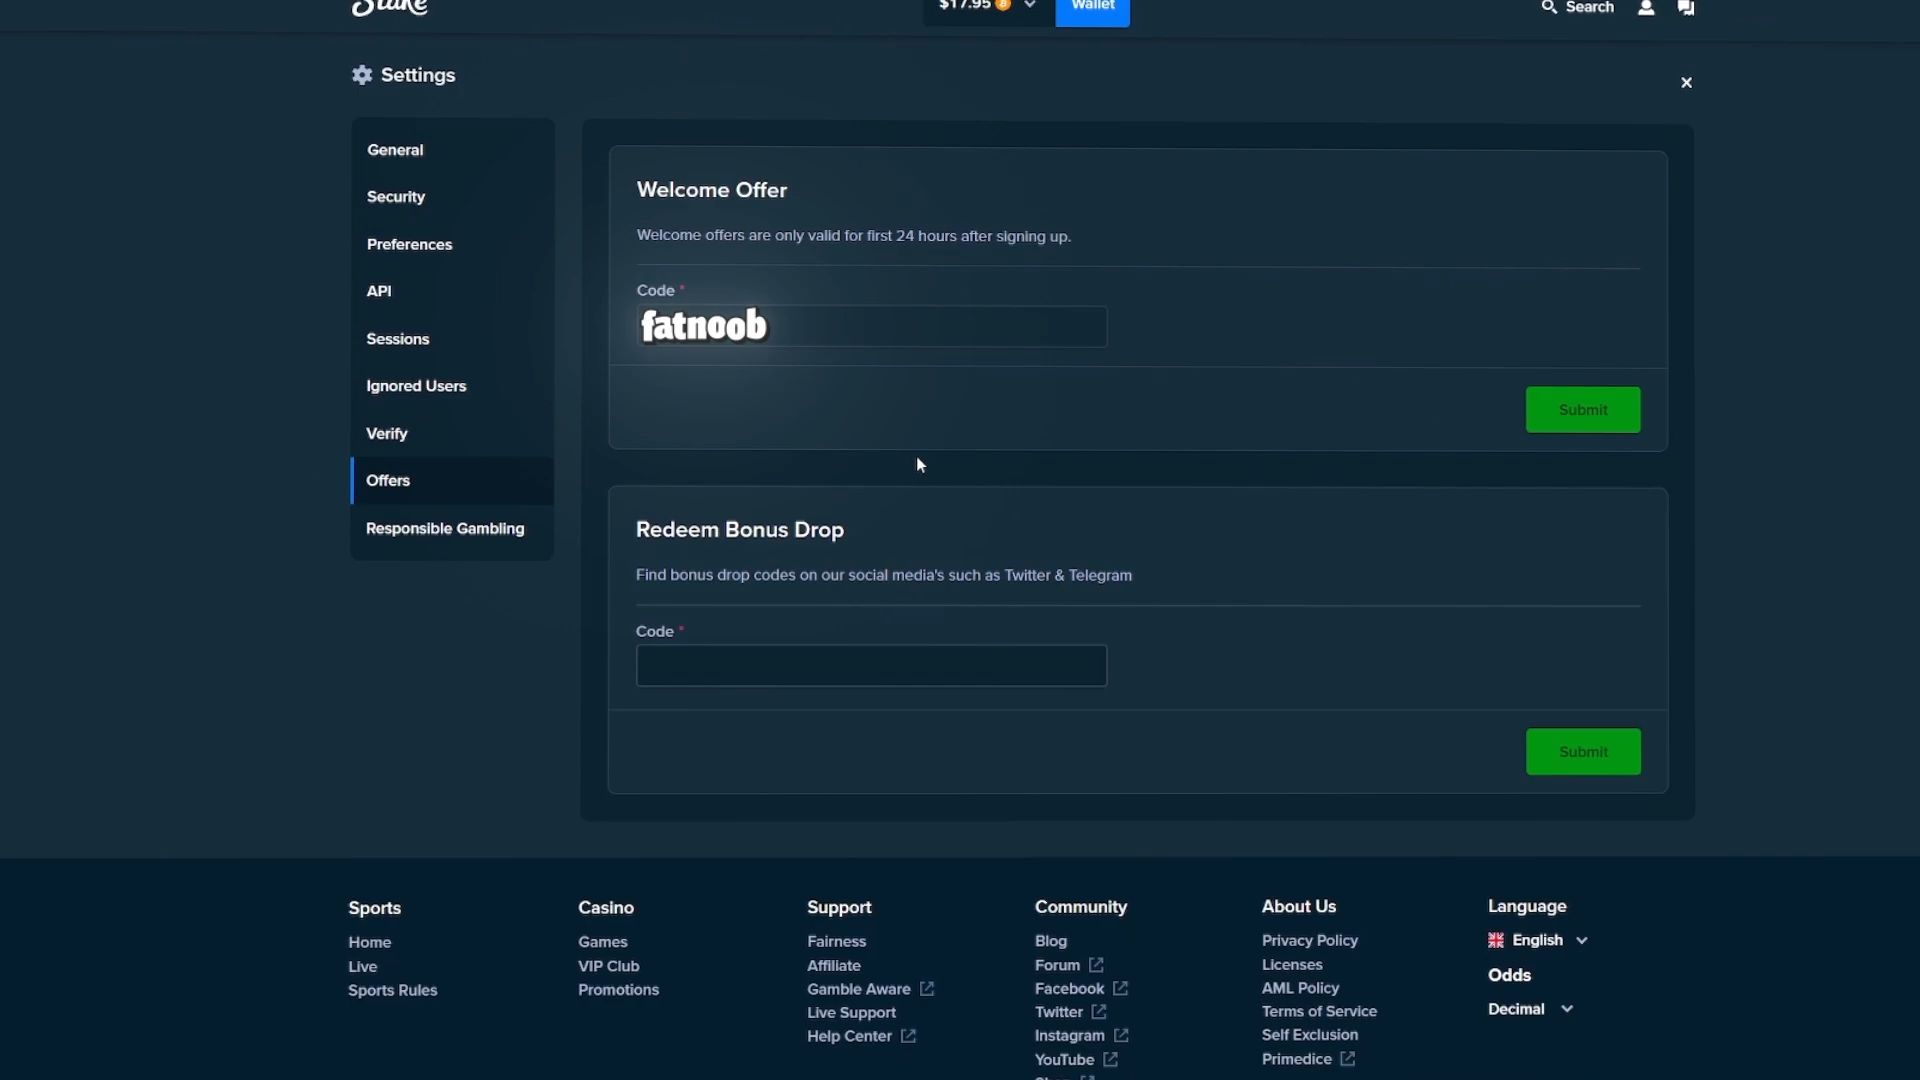 Stake
$17.95
Wallet
Search
Settings
General
Security
Preferences
API
Sessions
Ignored Users
Verify
Offers
Responsible Gambling
Welcome Offer
Welcome offers are only valid for first 24 hours after signing up.
Code *
fatnoob
Submit
Redeem Bonus Drop
Find bonus drop codes on our social media's such as Twitter & Telegram
Code *
Submit
Sports
Home
Live
Sports Rules
Casino
Games
VIP Club
Promotions
Support
Fairness
Affiliate
Gamble Aware
Live Support
Help Center
Community
Blog
Forum
Facebook
Twitter
Instagram
YouTube
About Us
Privacy Policy
Licenses
AML Policy
Terms of Service
Self Exclusion
Primedice
Language
English
Odds
Decimal